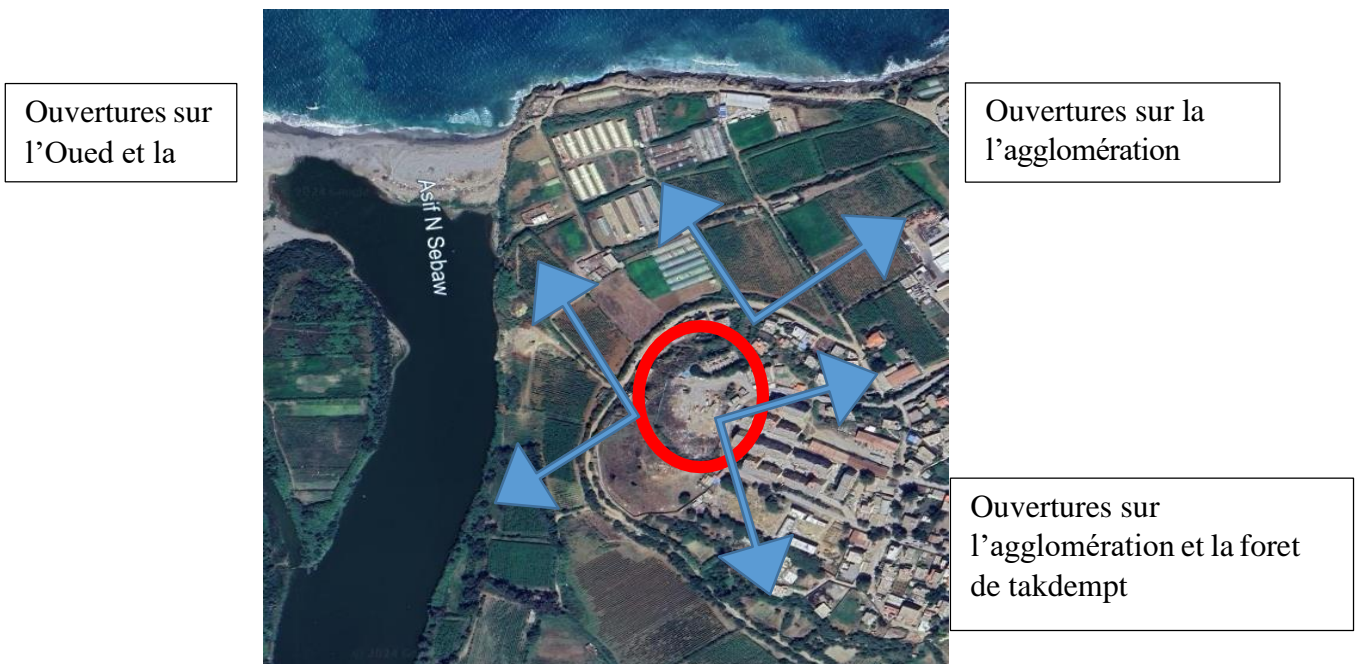 Ouvertures sur
l’Oued et la
Ouvertures sur la
l’agglomération
Asif N Sebaw
Ouvertures sur
l’agglomération et la foret
de takdempt